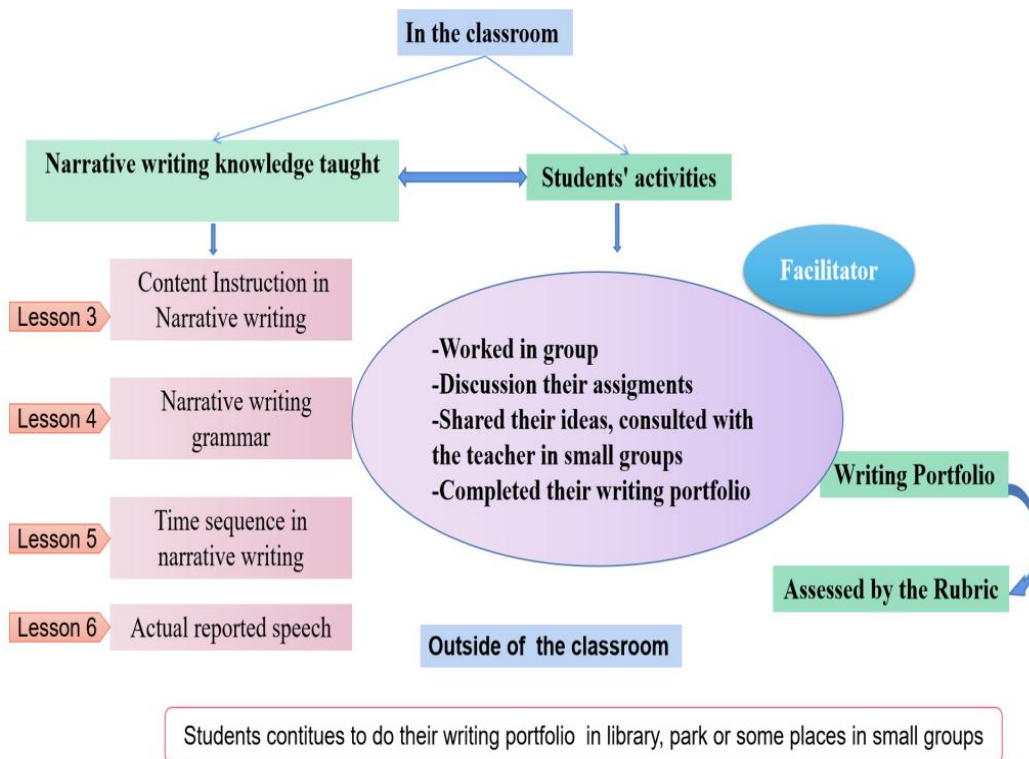 In the classroom
Narrative writing knowledge taught
Students' activities
Facilitator
Lesson 3
Content Instruction in
Narrative writing
Lesson 4
Narrative writing
grammar
Lesson 5
Time sequence in
narrative writing
Lesson 6
Actual reported speech
-Worked in group
-Discussion their assigments
-Shared their ideas, consulted with
the teacher in small groups
-Completed their writing portfolio
Writing Portfolio
Assessed by the Rubric
Outside of the classroom
Students contitues to do their writing portfolio in library, park or some places in small groups